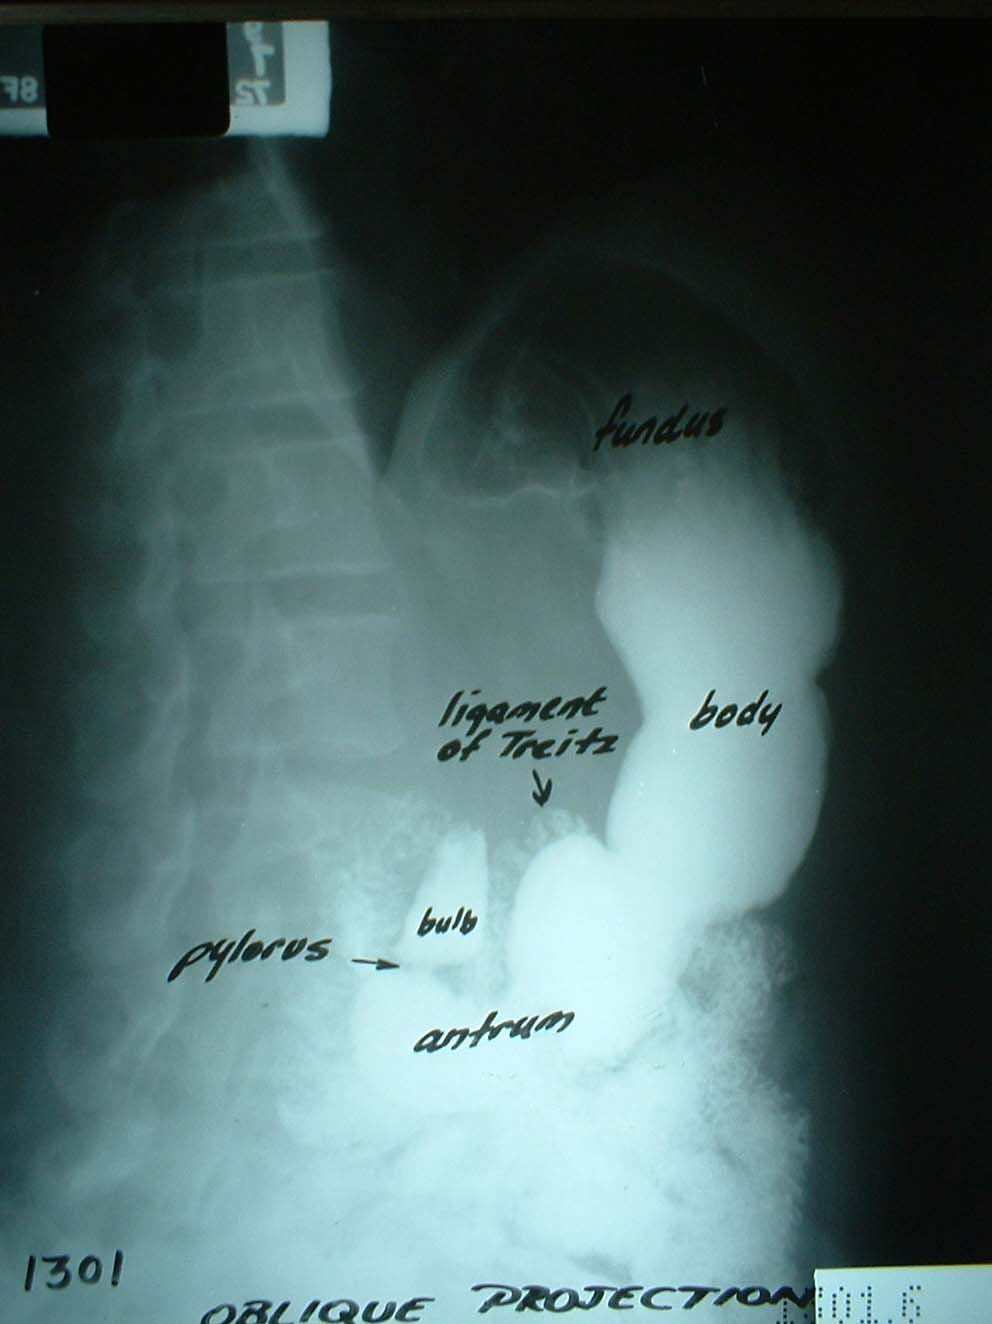 fundus
ligament
of Treitz
body
bulb
pylorus
antrum
1301
OBLIQUE PROJECTION